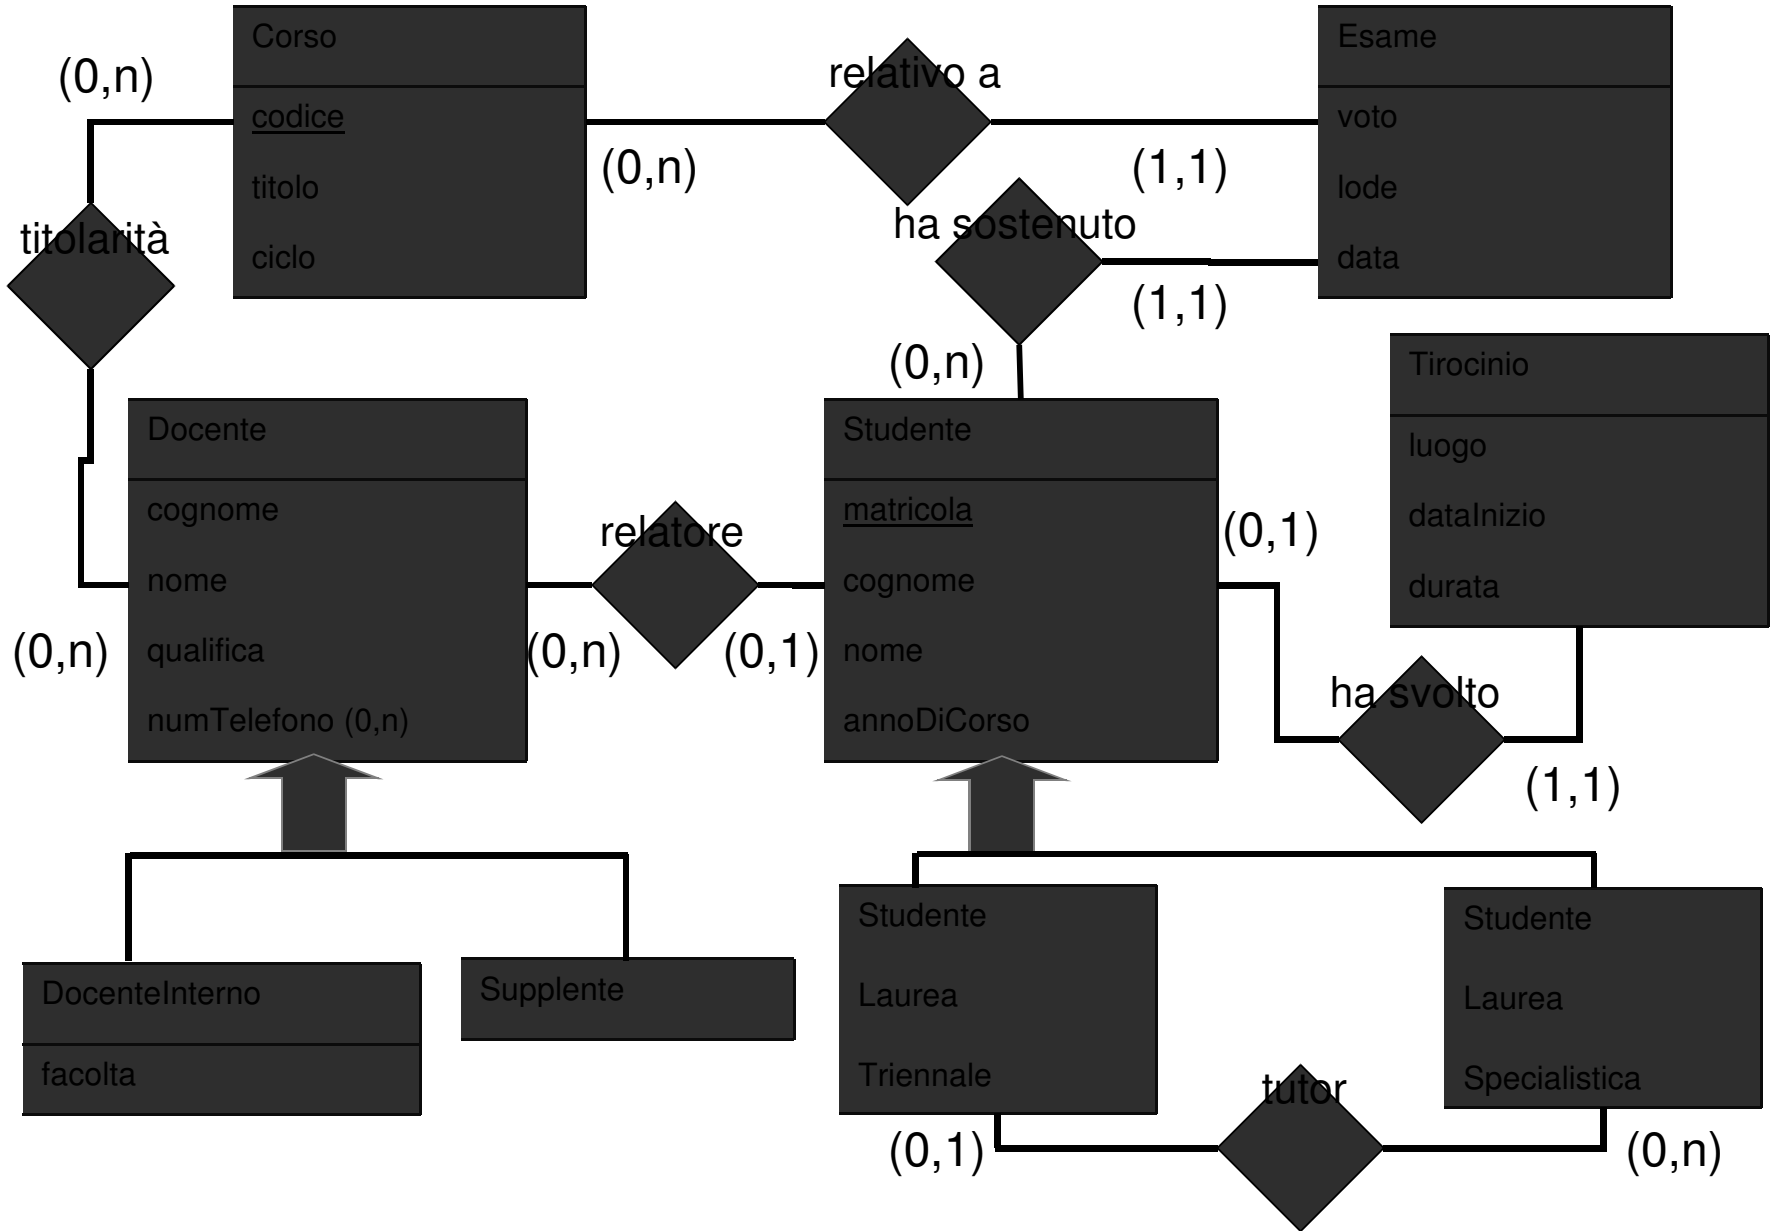 Corso
Esame
(0,n)
relativo a
codice
voto
(0,n)
(1,1)
titolo
lode
titolarità
ha sostenuto
ciclo
data
(1,1)
(0,n)
Tirocinio
Docente
Studente
luogo
cognome
matricola
dataInizio
relatore
(0,1)
nome
cognome
durata
(0,n)
qualifica
(0,n)
(0,1)
nome
ha svolto
numTelefono (0,n)
annoDiCorso
(1,1)
Studente
Studente
DocenteInterno
Supplente
Laurea
Laurea
facolta
Triennale
Specialistica
tutor
(0,1)
(0,n)